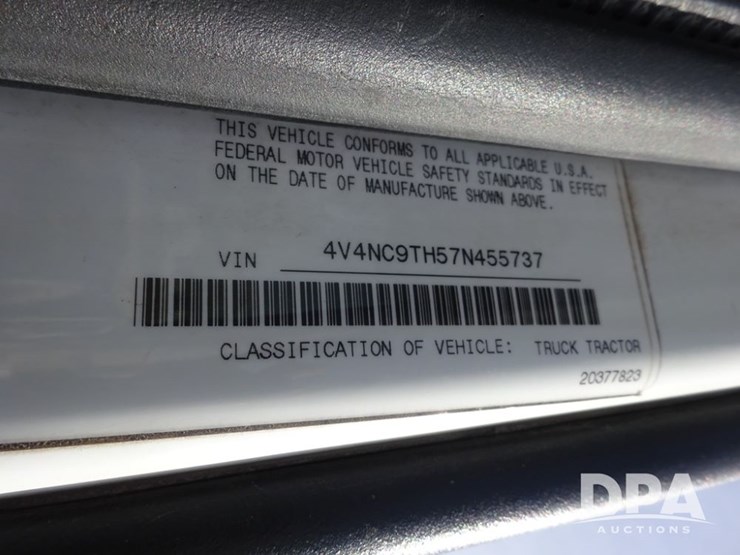 THIS VEHICLE CONFORMS TO ALL APPLICABLE U.S.A.
FEDERAL MOTOR VEHICLE SAFETY STANDARDS IN EFFECT
ON THE DATE OF MANUFACTURE SHOWN ABOVE.
VIN 4V4NC9TH57N455737
CLASSIFICATION OF VEHICLE: TRUCK TRACTOR
20377823
DPA
AUCTIONS